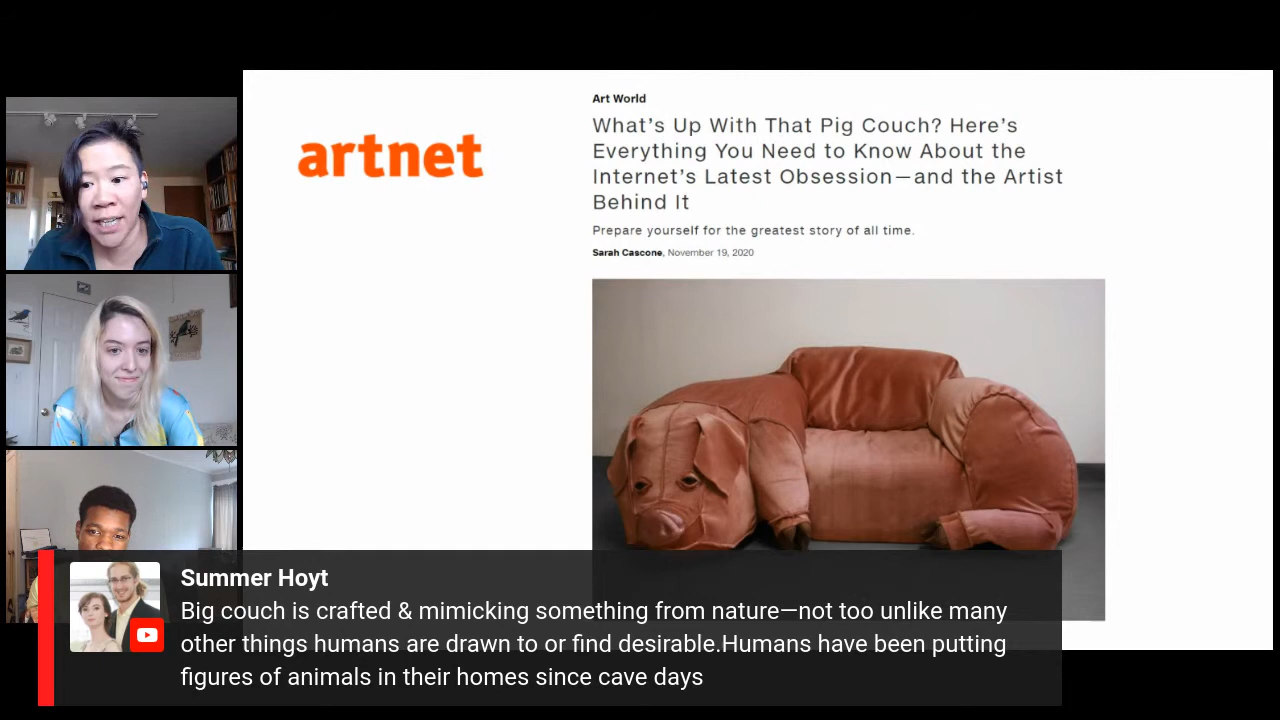 artnet
Art World
What's Up With That Pig Couch? Here's
Everything You Need to Know About the
Internet's Latest Obsession—and the Artist
Behind It
Prepare yourself for the greatest story of all time.
Sarah Cascone, November 19, 2020
Summer Hoyt
Big couch is crafted & mimicking something from nature—not too unlike many
other things humans are drawn to or find desirable.Humans have been putting
figures of animals in their homes since cave days